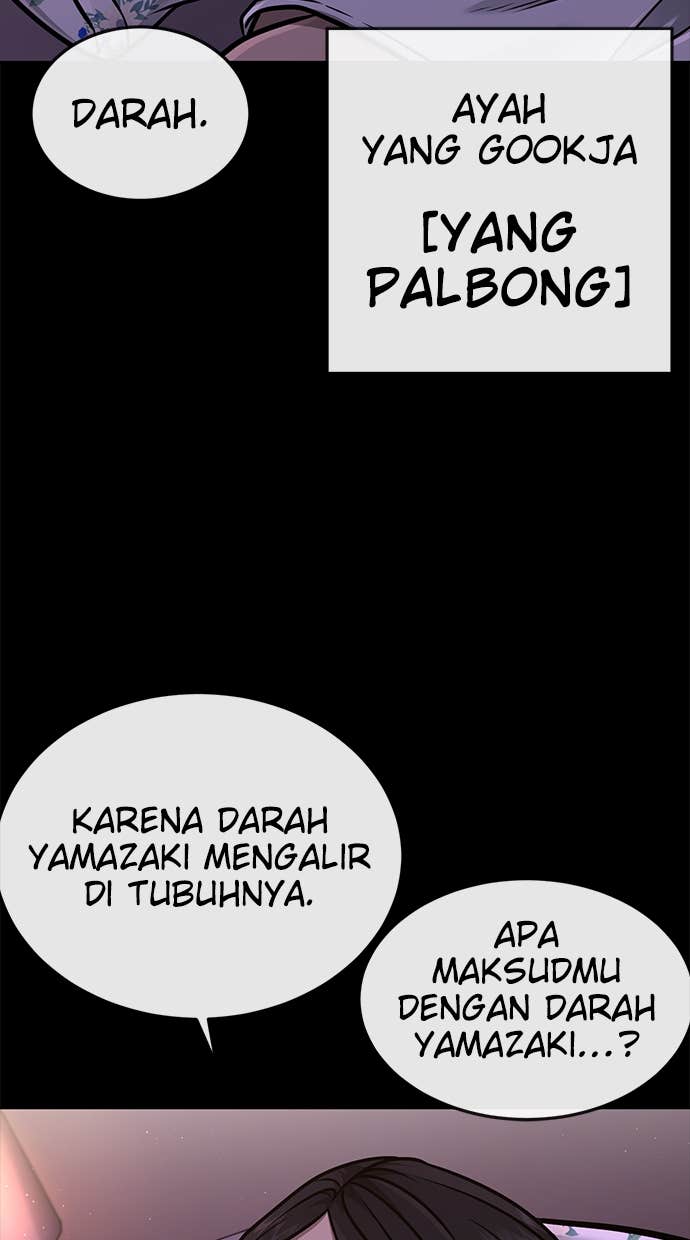 DARAH.
AYAH
YANG GOOKJA
[YANG
PALBONG]
KARENA DARAH
YAMAZAKI MENGALIR
DI TUBUHNYA.
APA
MAKSUDMU
DENGAN DARAH
YAMAZAKI...?